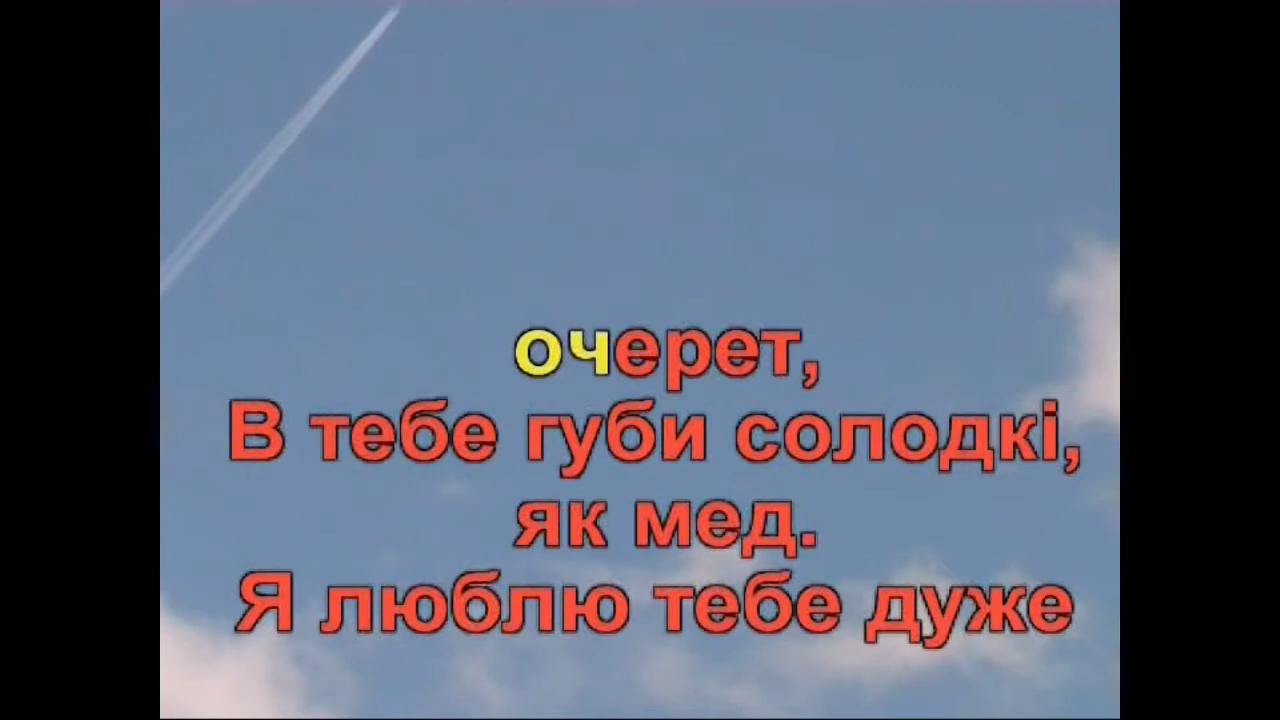 очерет,
В тебе губи солодкі,
як мед.
Я люблю тебе дуже